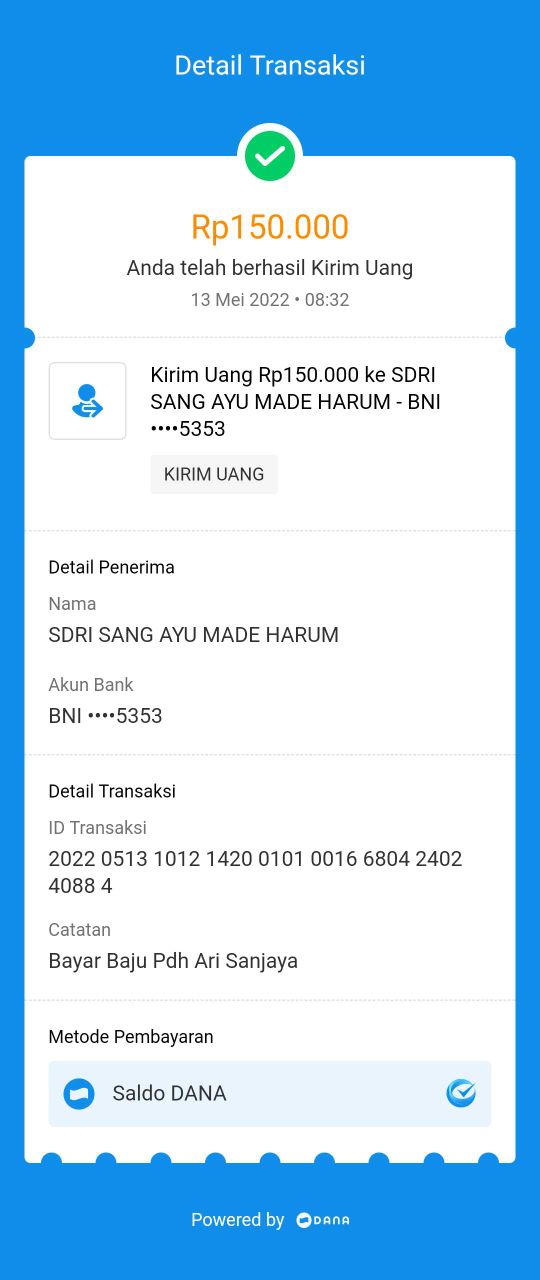 Detail Transaksi
Rp150.000
Anda telah berhasil Kirim Uang
13 Mei 2022 • 08:32
Kirim Uang Rp150.000 ke SDRI
SANG AYU MADE HARUM - BNI
••••5353
KIRIM UANG
Detail Penerima
Nama
SDRI SANG AYU MADE HARUM
Akun Bank
BNI ••••5353
Detail Transaksi
ID Transaksi
2022 0513 1012 1420 0101 0016 6804 2402
4088 4
Catatan
Bayar Baju Pdh Ari Sanjaya
Metode Pembayaran
Saldo DANA
Powered by DANA